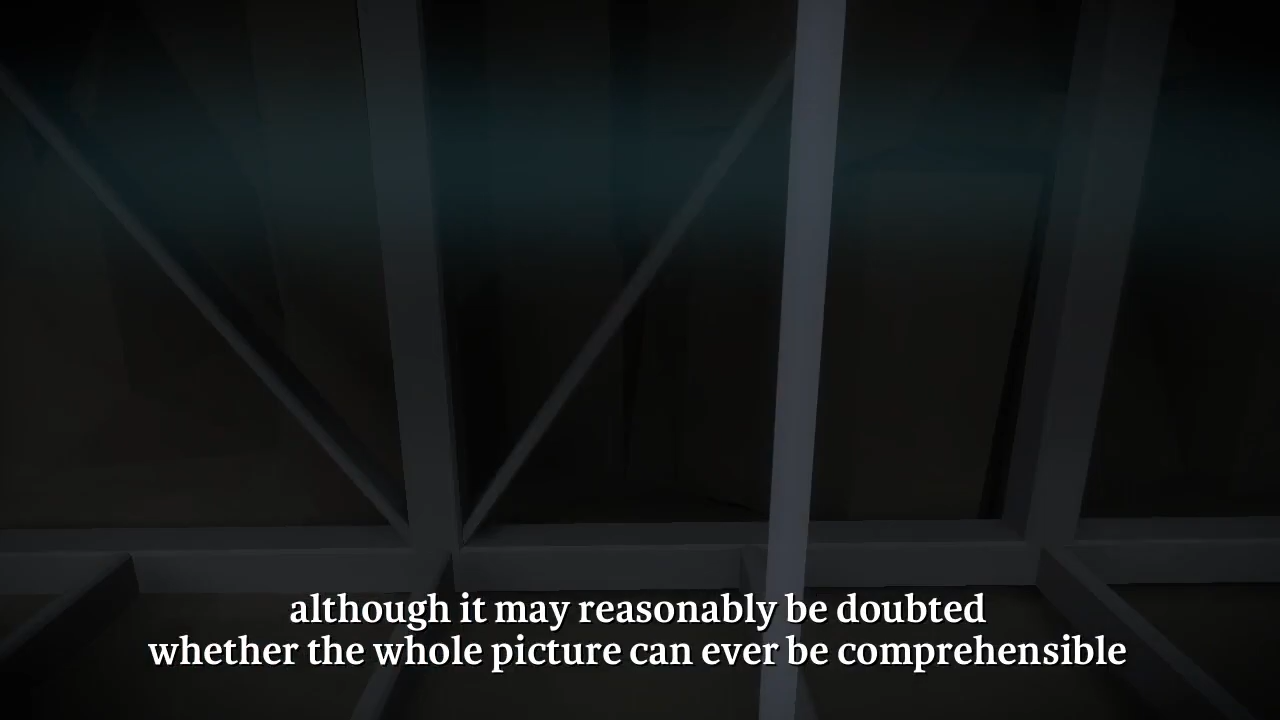 although it may reasonably be doubted
whether the whole picture can ever be comprehensible